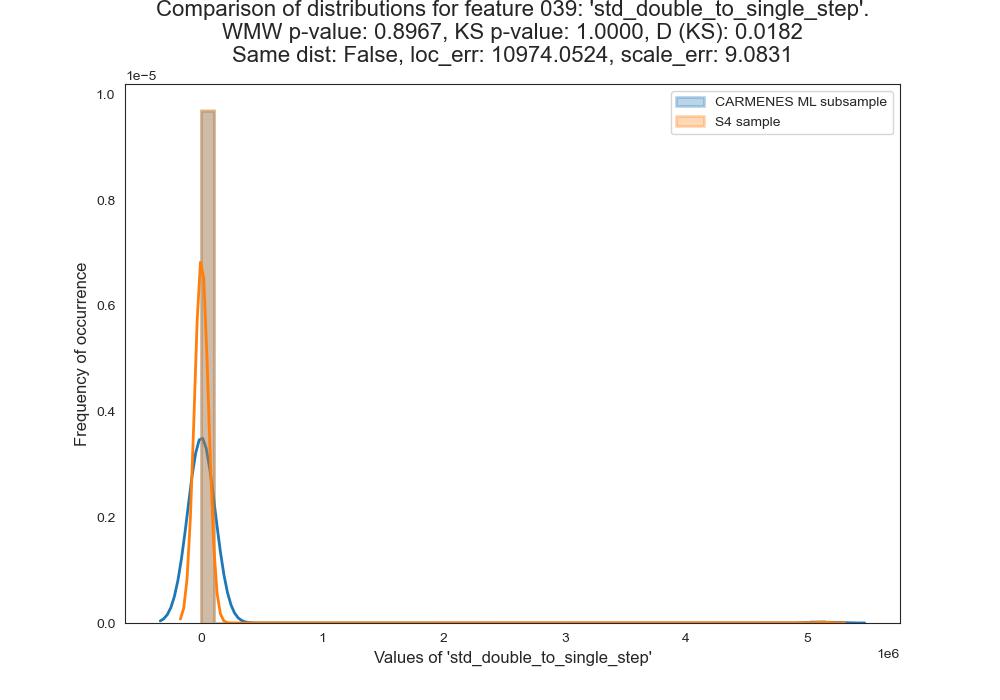 Comparison of distributions for feature 039: 'std_double_to_single_step'.
WMW p-value: 0.8967, KS p-value: 1.0000, D (KS): 0.0182
Same dist: False, loc_err: 10974.0524, scale_err: 9.0831
1e−5
CARMENES ML subsample
S4 sample
1.0
0.8
0.6
0.4
0.2
0.0
Frequency of occurrence
0 1 2 3 4 5
1e6
Values of 'std_double_to_single_step'